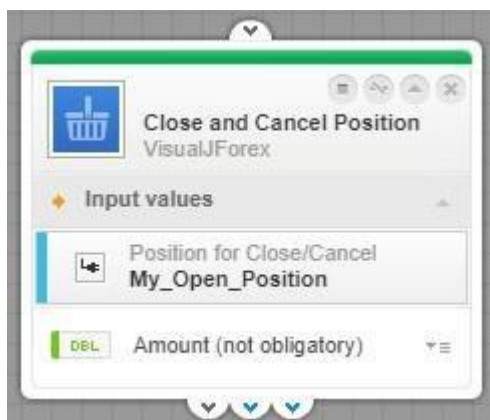 Close and Cancel Position
VisualJForex
Input values
Position for Close/Cancel
My_Open_Position
DBL Amount (not obligatory)